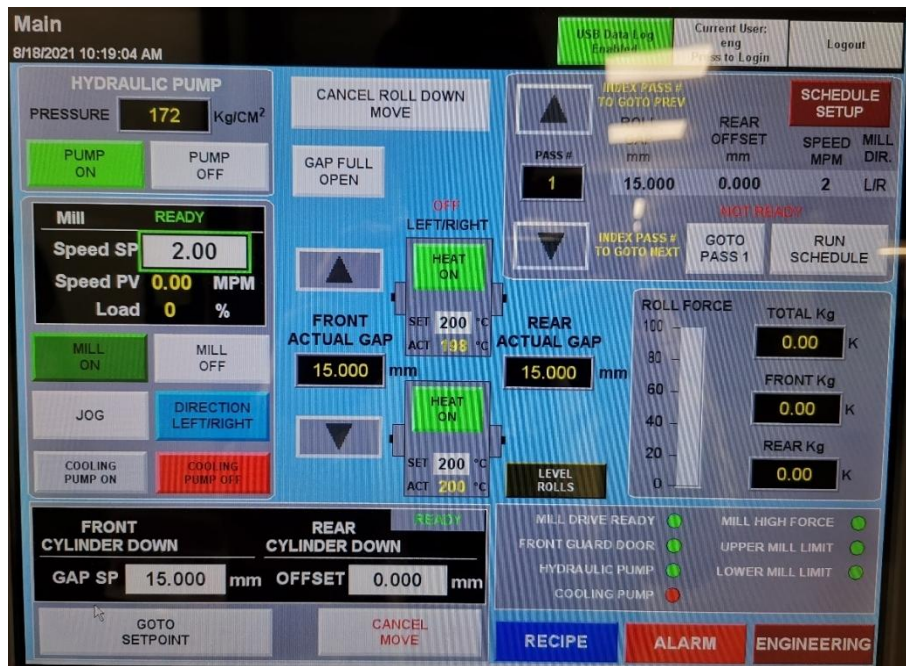 Main
8/18/2021 10:19:04 AM
USB Data Log
Enabled
Current User:
eng
Press to Login
Logout
HYDRAULIC PUMP
PRESSURE 172 Kg/CM²
PUMP
ON
PUMP
OFF
Mill READY
Speed SP 2.00
Speed PV 0.00 MPM
Load 0 %
MILL
ON
MILL
OFF
JOG
DIRECTION
LEFT/RIGHT
COOLING
PUMP ON
COOLING
PUMP OFF
CANCEL ROLL DOWN
MOVE
GAP FULL
OPEN
OFF
LEFT/RIGHT
HEAT
ON
SET 200 °C
ACT 198 °C
FRONT
ACTUAL GAP
15.000 mm
REAR
ACTUAL GAP
15.000 mm
HEAT
ON
SET 200 °C
ACT 200 °C
LEVEL
ROLLS
INDEX PASS #
TO GOTO PREV
SCHEDULE
SETUP
PASS #
ROLL
mm
REAR
OFFSET
mm
SPEED
MPM
MILL
DIR.
1 15.000 0.000 2 L/R
NOT READY
INDEX PASS #
TO GOTO NEXT
GOTO
PASS 1
RUN
SCHEDULE
ROLL FORCE
100
80
60
40
20
0
TOTAL Kg
0.00 K
FRONT Kg
0.00 K
REAR Kg
0.00 K
FRONT
CYLINDER DOWN
REAR
CYLINDER DOWN
READY
GAP SP 15.000 mm OFFSET 0.000 mm
GOTO
SETPOINT
CANCEL
MOVE
MILL DRIVE READY
FRONT GUARD DOOR
HYDRAULIC PUMP
COOLING PUMP
MILL HIGH FORCE
UPPER MILL LIMIT
LOWER MILL LIMIT
RECIPE
ALARM
ENGINEERING